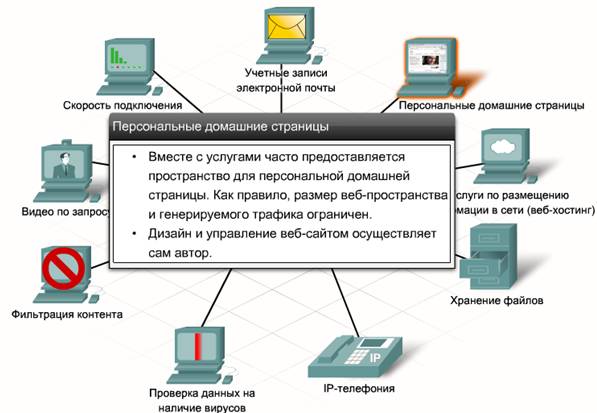 Учетные записи
электронной почты
Скорость подключения
Персональные домашние страницы
Персональные домашние страницы
• Вместе с услугами часто предоставляется
пространство для персональной домашней
страницы. Как правило, размер веб-пространства
и генерируемого трафика ограничен.
• Дизайн и управление веб-сайтом осуществляет
сам автор.
Видео по запросу
слуги по размещению
мации в сети (веб-хостинг)
Фильтрация контента
Хранение файлов
IP
IP-телефония
Проверка данных на
наличие вирусов